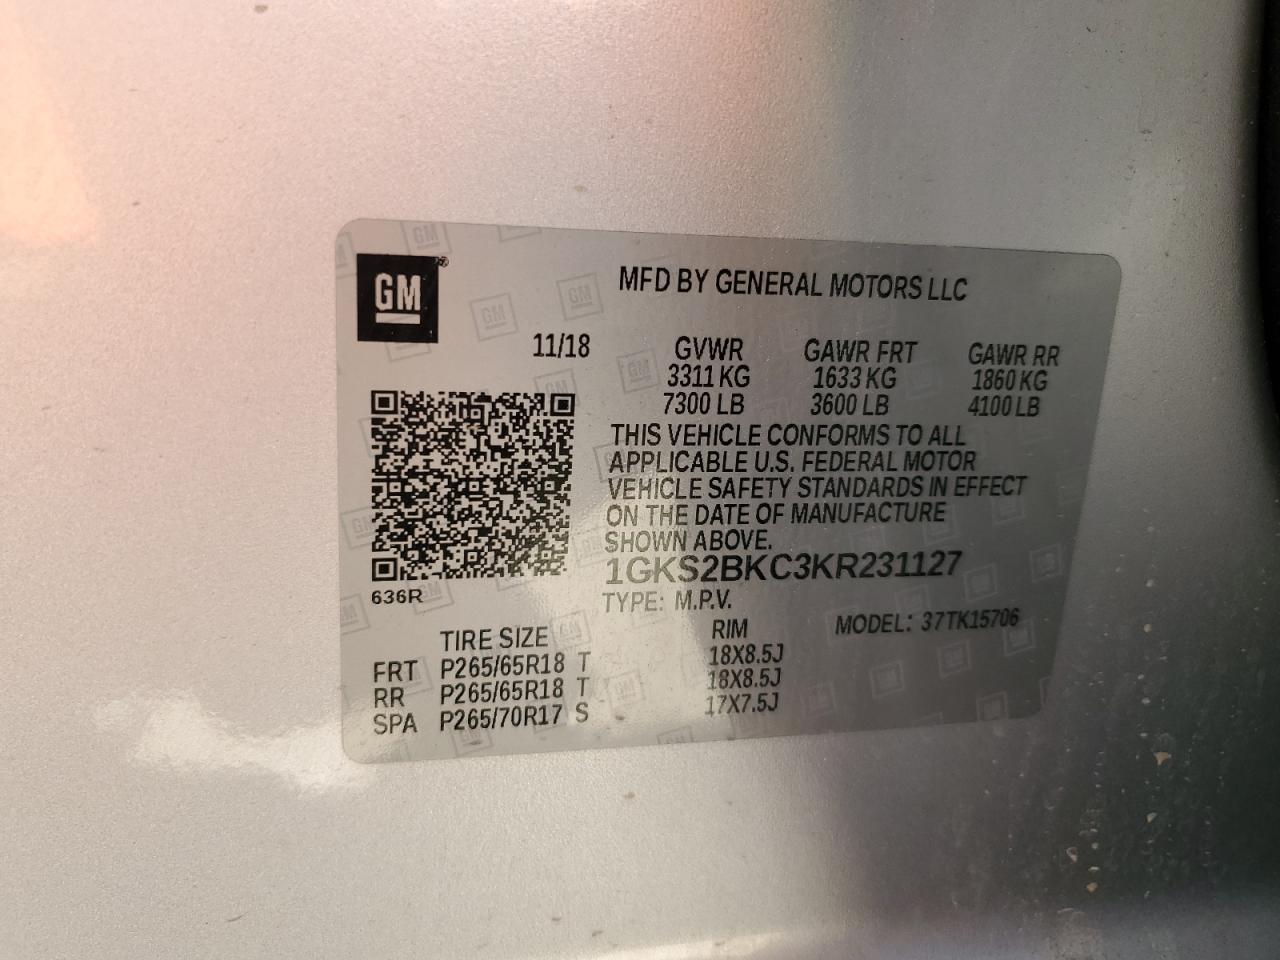 GM®
MFD BY GENERAL MOTORS LLC
11/18 GVWR GAWR FRT GAWR RR
3311 KG 1633 KG 1860 KG
7300 LB 3600 LB 4100 LB
THIS VEHICLE CONFORMS TO ALL
APPLICABLE U.S. FEDERAL MOTOR
VEHICLE SAFETY STANDARDS IN EFFECT
ON THE DATE OF MANUFACTURE
SHOWN ABOVE.
1GKS2BKC3KR231127
636R
TYPE: M.P.V.
MODEL: 37TK15706
TIRE SIZE RIM
FRT P265/65R18 T 18X8.5J
RR P265/65R18 T 18X8.5J
SPA P265/70R17 S 17X7.5J